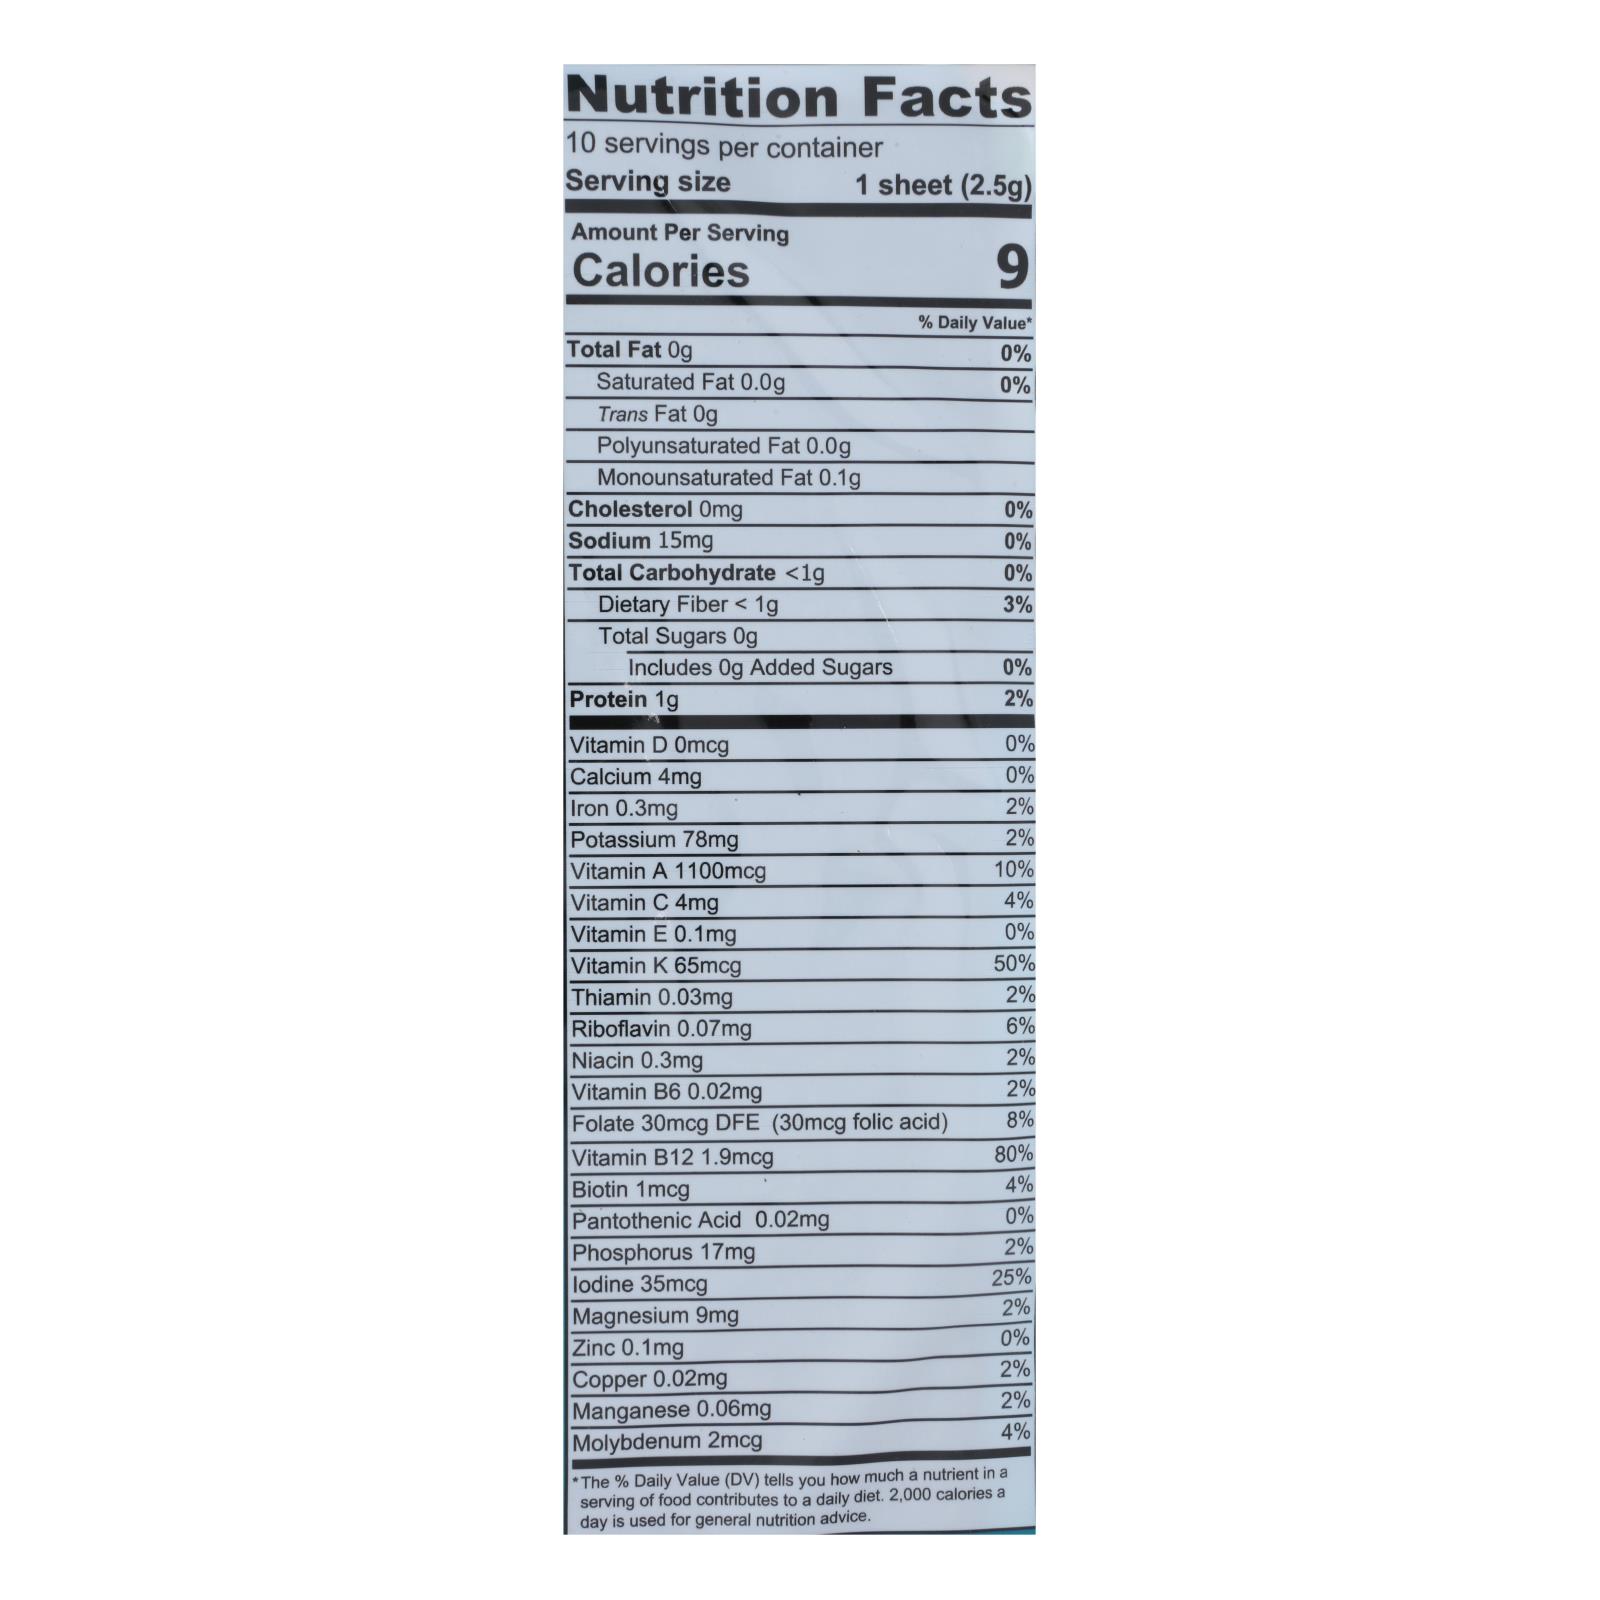 Nutrition Facts
10 servings per container
Serving size 1 sheet (2.5g)
Amount Per Serving
Calories 9
% Daily Value*
Total Fat 0g 0%
Saturated Fat 0.0g 0%
Trans Fat 0g
Polyunsaturated Fat 0.0g
Monounsaturated Fat 0.1g
Cholesterol 0mg 0%
Sodium 15mg 0%
Total Carbohydrate <1g 0%
Dietary Fiber < 1g 3%
Total Sugars 0g
Includes 0g Added Sugars 0%
Protein 1g 2%
Vitamin D 0mcg 0%
Calcium 4mg 0%
Iron 0.3mg 2%
Potassium 78mg 2%
Vitamin A 1100mcg 10%
Vitamin C 4mg 4%
Vitamin E 0.1mg 0%
Vitamin K 65mcg 50%
Thiamin 0.03mg 2%
Riboflavin 0.07mg 6%
Niacin 0.3mg 2%
Vitamin B6 0.02mg 2%
Folate 30mcg DFE (30mcg folic acid) 8%
Vitamin B12 1.9mcg 80%
Biotin 1mcg 4%
Pantothenic Acid 0.02mg 0%
Phosphorus 17mg 2%
Iodine 35mcg 25%
Magnesium 9mg 2%
Zinc 0.1mg 0%
Copper 0.02mg 2%
Manganese 0.06mg 2%
Molybdenum 2mcg 4%
*The % Daily Value (DV) tells you how much a nutrient in a
serving of food contributes to a daily diet. 2,000 calories a
day is used for general nutrition advice.